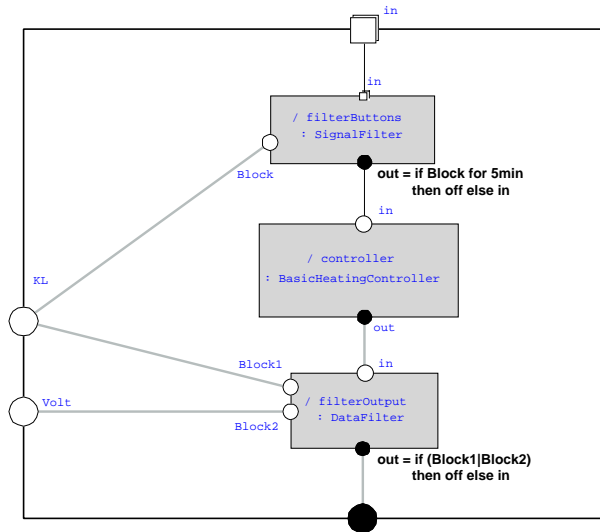 in
in
/ filterButtons
: SignalFilter
Block
out = if Block for 5min
then off else in
in
/ controller
: BasicHeatingController
KL
out
Block1
in
Volt
/ filterOutput
: DataFilter
Block2
out = if (Block1|Block2)
then off else in